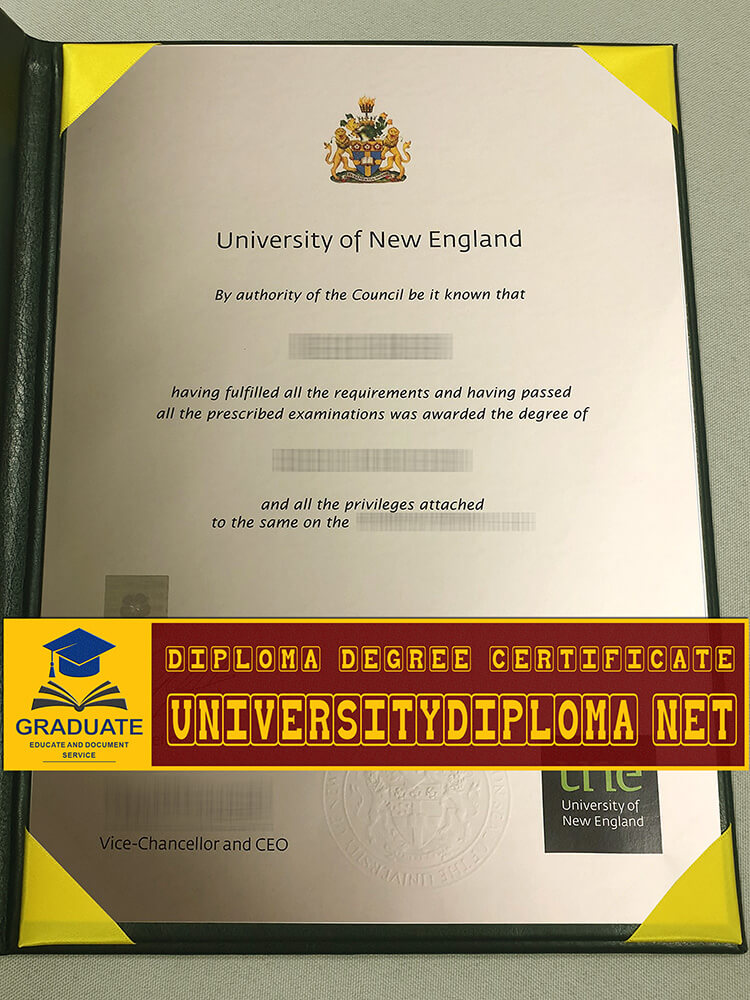 University of New England
By authority of the Council be it known that
having fulfilled all the requirements and having passed
all the prescribed examinations was awarded the degree of
and all the privileges attached
to the same on the
DIPLOMA DEGREE CERTIFICATE
UNIVERSITYDIPLOMA NET
GRADUATE
EDUCATE AND DOCUMENT
SERVICE
une
University of
New England
Vice-Chancellor and CEO